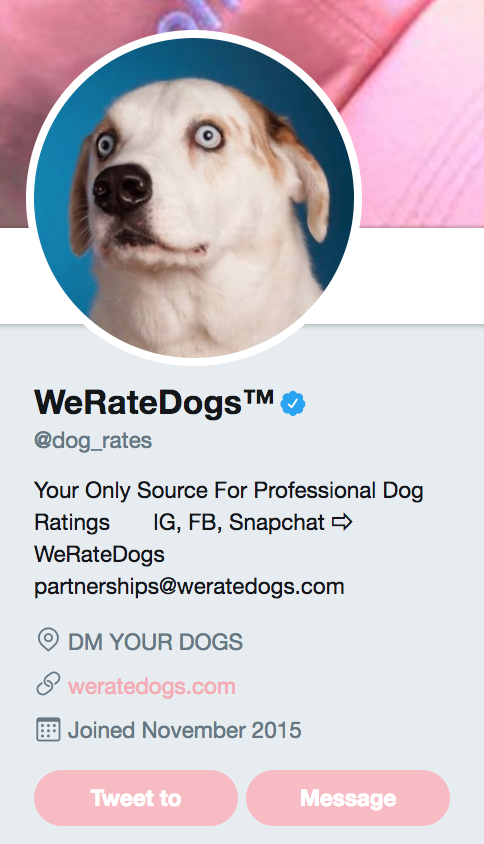 WeRateDogs™
@dog_rates
Your Only Source For Professional Dog
Ratings IG, FB, Snapchat ⇨
WeRateDogs
partnerships@weratedogs.com
DM YOUR DOGS
weratedogs.com
Joined November 2015
Tweet to Message